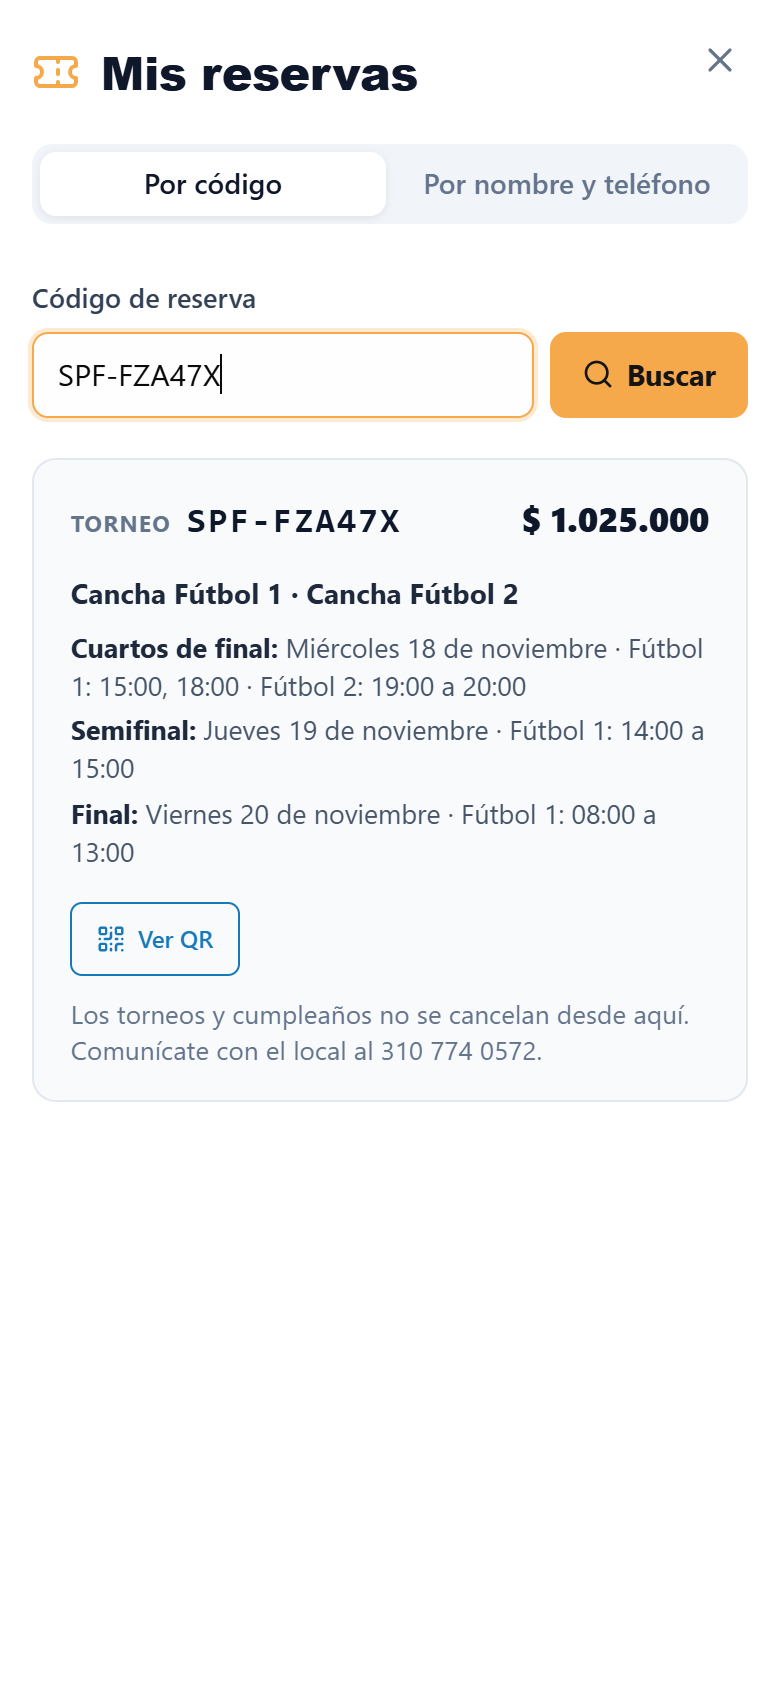 Mis reservas
Por código
Por nombre y teléfono
Código de reserva
SPF-FZA47X
Buscar
TORNEO SPF-FZA47X $ 1.025.000
Cancha Fútbol 1 · Cancha Fútbol 2
Cuartos de final: Miércoles 18 de noviembre · Fútbol
1: 15:00, 18:00 · Fútbol 2: 19:00 a 20:00
Semifinal: Jueves 19 de noviembre · Fútbol 1: 14:00 a
15:00
Final: Viernes 20 de noviembre · Fútbol 1: 08:00 a
13:00
Ver QR
Los torneos y cumpleaños no se cancelan desde aquí.
Comunícate con el local al 310 774 0572.